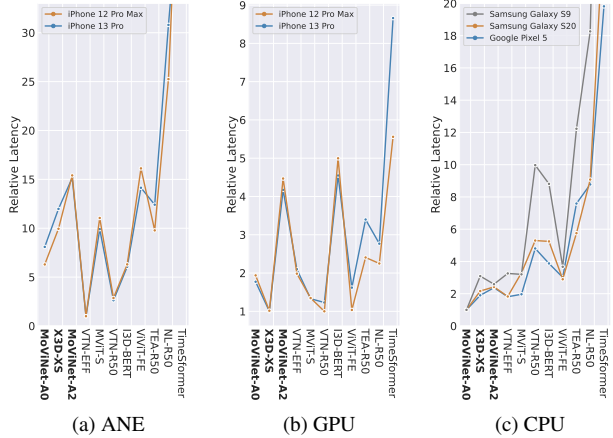 iPhone 12 Pro Max
iPhone 13 Pro
Relative Latency
30
25
20
15
10
5
0
MoViNet-A0
X3D-XS
MoViNet-A2
VTN-EFF
MViT-S
VTN-R50
I3D-BERT
ViViT-FE
TEA-R50
NL-R50
TimeSformer
(a) ANE
iPhone 12 Pro Max
iPhone 13 Pro
Relative Latency
9
8
7
6
5
4
3
2
1
MoViNet-A0
X3D-XS
MoViNet-A2
VTN-EFF
MViT-S
VTN-R50
I3D-BERT
ViViT-FE
TEA-R50
NL-R50
TimeSformer
(b) GPU
Samsung Galaxy S9
Samsung Galaxy S20
Google Pixel 5
Relative Latency
20
18
16
14
12
10
8
6
4
2
0
MoViNet-A0
X3D-XS
MoViNet-A2
VTN-EFF
MViT-S
VTN-R50
I3D-BERT
ViViT-FE
TEA-R50
NL-R50
TimeSformer
(c) CPU